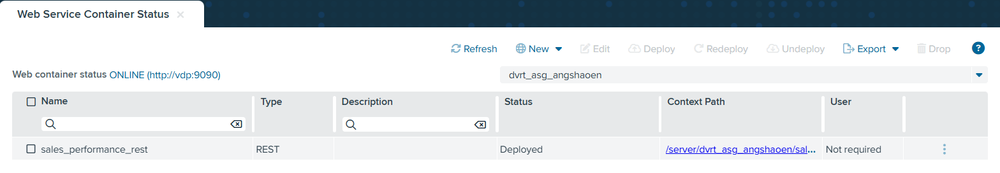 Web Service Container Status
Refresh New Edit Deploy Redeploy Undeploy Export Drop ?
Web container status ONLINE (http://vdp:9090) dvrt_asg_angshaoen
Name Type Description Status Context Path User
sales_performance_rest REST Deployed /server/dvrt_asg_angshaoen/sal... Not required